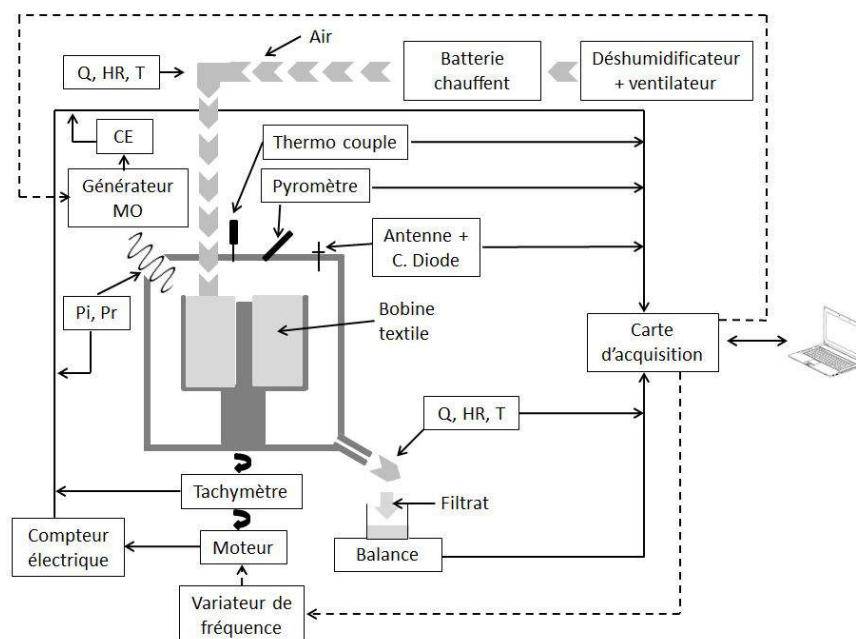 Air
Q, HR, T
Batterie
chauffent
Déshumidificateur
+ ventilateur
CE
Thermo couple
Générateur
MO
Pyromètre
Antenne +
C. Diode
Pi, Pr
Bobine
textile
Carte
d'acquisition
Q, HR, T
Tachymètre
Filtrat
Compteur
électrique
Moteur
Balance
Variateur de
fréquence